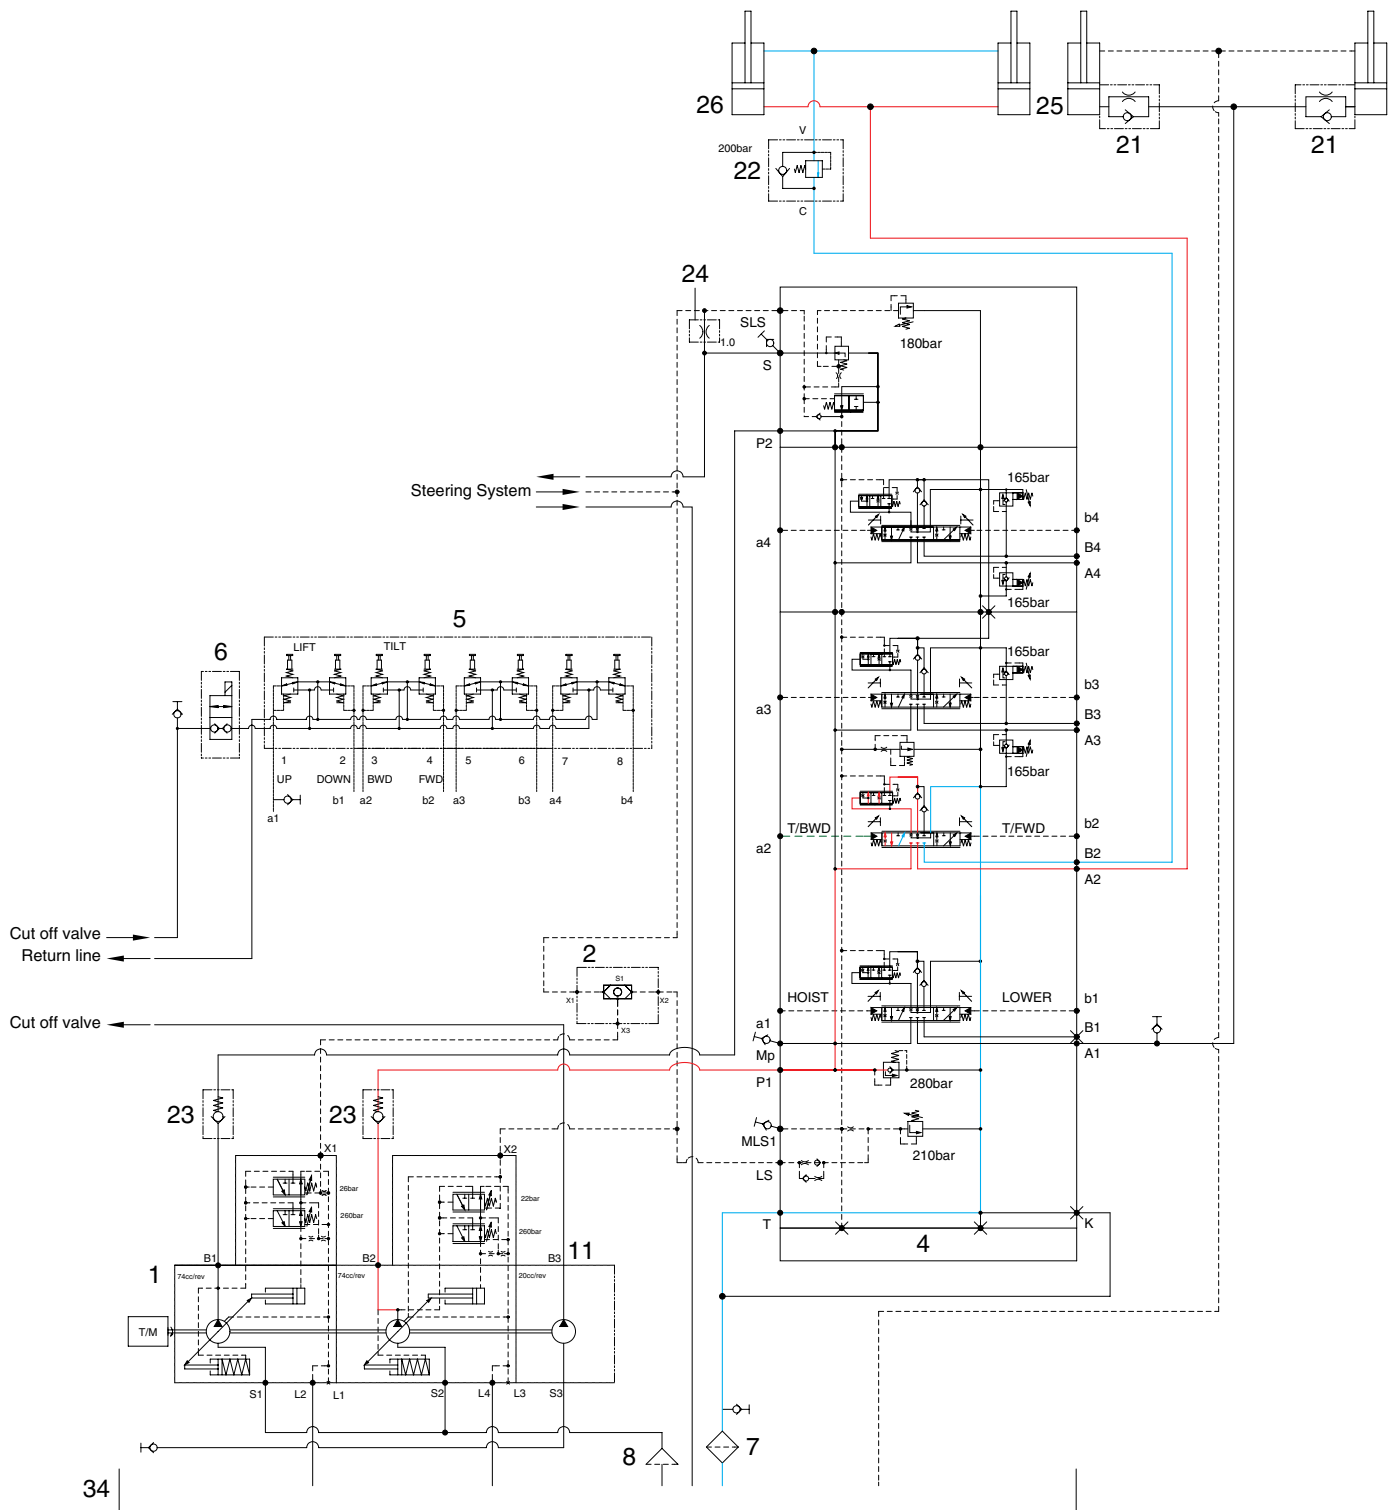 26
25
21
21
V
200bar
22
C
24
SLS
1.0
S
180bar
P2
Steering System
165bar
b4
a4
B4
A4
165bar
5
LIFT
TILT
6
165bar
b3
a3
B3
A3
165bar
1 2 3 4 5 6 7 8
UP DOWN BWD FWD
b1 a2 b2 a3 b3 a4 b4
a1
T/BWD
T/FWD
b2
a2
B2
A2
Cut off valve
Return line
2
S1
X1
X2
X3
HOIST
LOWER
b1
a1
B1
Cut off valve
Mp
A1
P1
280bar
23
23
MLS1
210bar
X1
X2
LS
26bar
22bar
260bar
260bar
T
K
4
B1
B2
B3
11
1
74cc/rev
74cc/rev
20cc/rev
T/M
S1
L2
L1
S2
L4
L3
S3
8
7
34